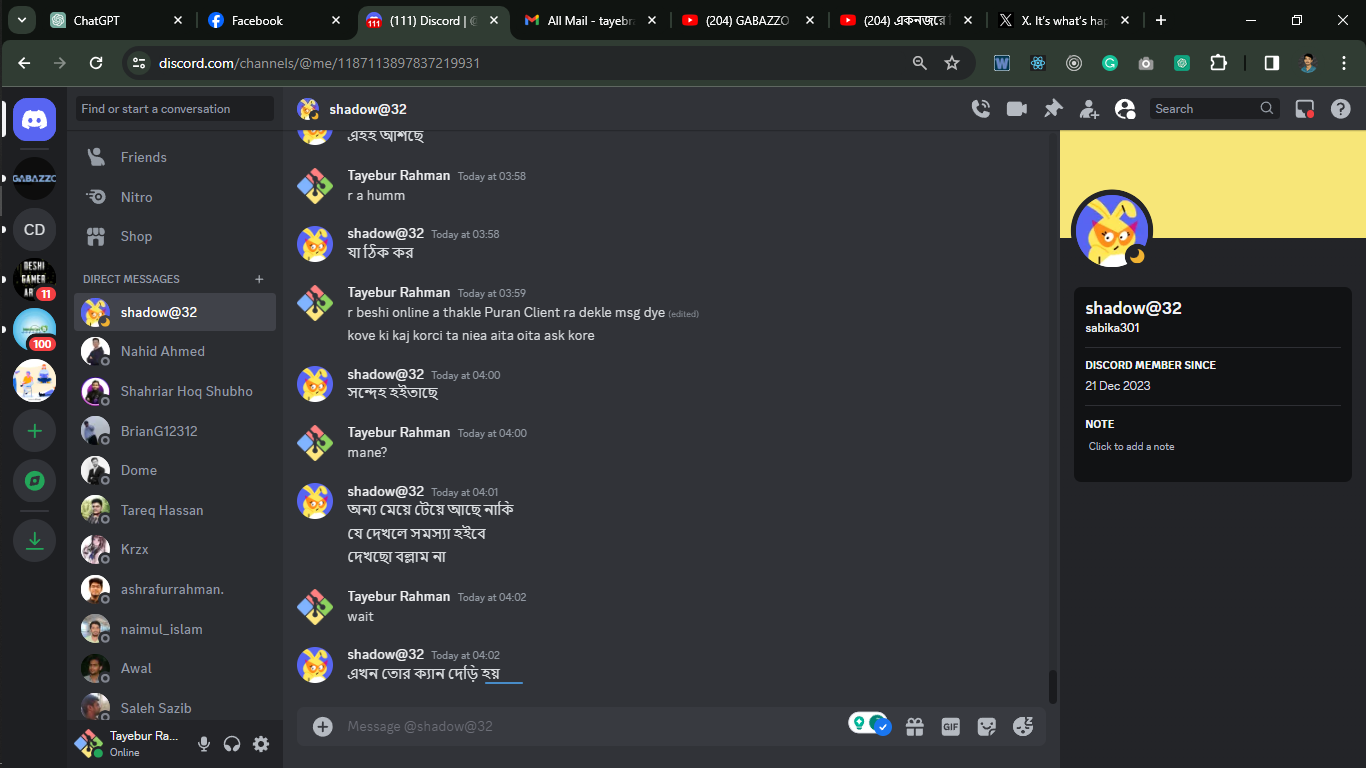 ChatGPT
Facebook
(111) Discord | @
All Mail - tayebra
(204) GABAZZO
(204) একনজরে
X. It's what's hap
discord.com/channels/@me/1187113897837219931
Find or start a conversation
shadow@32
Search
Friends
Nitro
Shop
DIRECT MESSAGES
shadow@32
Nahid Ahmed
Shahriar Hoq Shubho
BrianG12312
Dome
Tareq Hassan
Krzx
ashrafurrahman.
naimul_islam
Awal
Saleh Sazib
Tayebur Ra...
Online
GABAZZO
CD
DESHI
GAMER
AR
11
100
এহহ আশছে
Tayebur Rahman Today at 03:58
r a humm
shadow@32 Today at 03:58
যা ঠিক কর
Tayebur Rahman Today at 03:59
r beshi online a thakle Puran Client ra dekle msg dye (edited)
kove ki kaj korci ta niea aita oita ask kore
shadow@32 Today at 04:00
সন্দেহ হইতাছে
Tayebur Rahman Today at 04:00
mane?
shadow@32 Today at 04:01
অন্য মেয়ে টেয়ে আছে নাকি
যে দেখলে সমস্যা হইবে
দেখছো বল্লাম না
Tayebur Rahman Today at 04:02
wait
shadow@32 Today at 04:02
এখন তোর ক্যান দেড়ি হয়
Message @shadow@32
GIF
shadow@32
sabika301
DISCORD MEMBER SINCE
21 Dec 2023
NOTE
Click to add a note